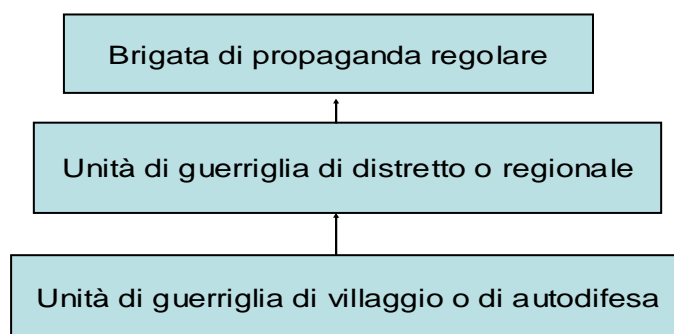 Brigata di propaganda regolare
Unità di guerriglia di distretto o regionale
Unità di guerriglia di villaggio o di autodifesa